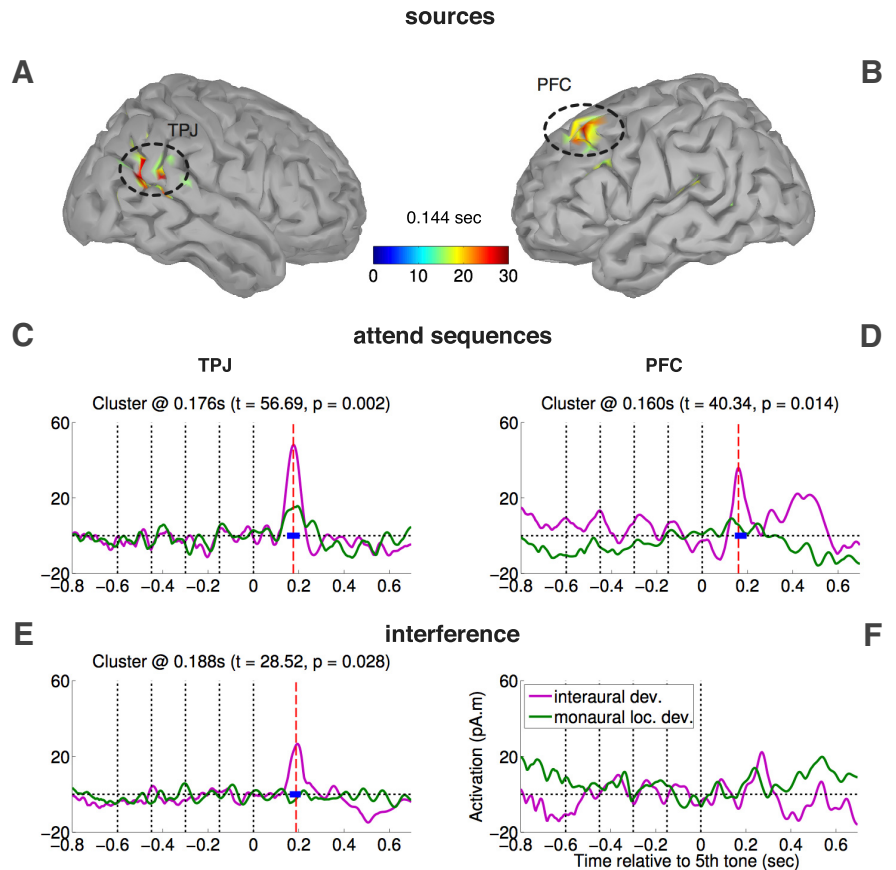 sources
A
B
PFC
TPJ
0.144 sec
0 10 20 30
C
attend sequences
D
TPJ
PFC
Cluster @ 0.176s (t = 56.69, p = 0.002)
Cluster @ 0.160s (t = 40.34, p = 0.014)
60
20
−20
−0.8 −0.6 −0.4 −0.2 0 0.2 0.4 0.6
60
20
−20
−0.8 −0.6 −0.4 −0.2 0 0.2 0.4 0.6
E
interference
F
Cluster @ 0.188s (t = 28.52, p = 0.028)
60
20
−20
−0.8 −0.6 −0.4 −0.2 0 0.2 0.4 0.6
interaural dev.
monaural loc. dev.
Activation (pA.m)
60
20
−20
−0.8 −0.6 −0.4 −0.2 0 0.2 0.4 0.6
Time relative to 5th tone (sec)